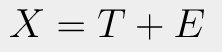 X = T + E